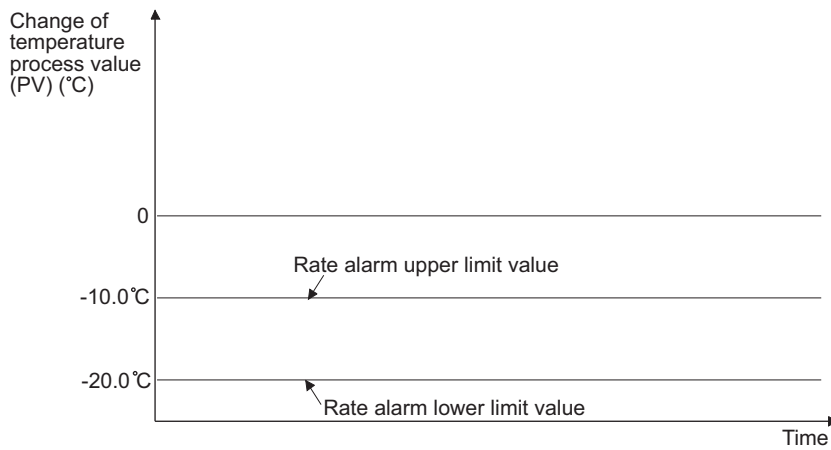 Change of
temperature
process value
(PV) (℃)
0
Rate alarm upper limit value
-10.0℃
-20.0℃
Rate alarm lower limit value
Time